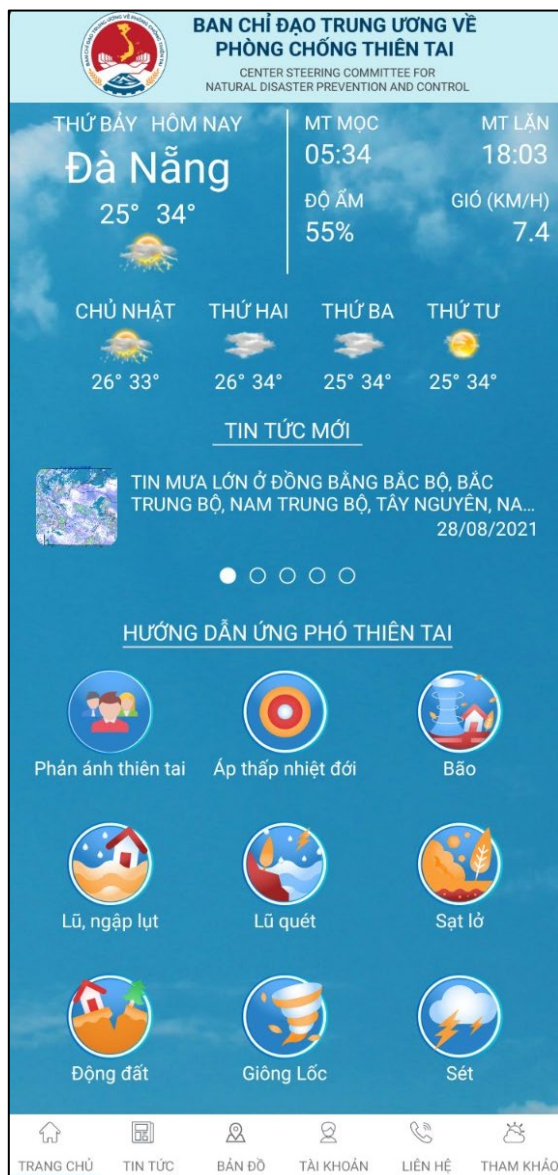 BAN CHỈ ĐẠO TRUNG ƯƠNG VỀ
PHÒNG CHỐNG THIÊN TAI
CENTER STEERING COMMITTEE FOR
NATURAL DISASTER PREVENTION AND CONTROL
THỨ BẢY HÔM NAY
Đà Nẵng
25° 34°
MT MỌC
05:34
MT LẶN
18:03
ĐỘ ẨM
55%
GIÓ (KM/H)
7.4
CHỦ NHẬT THỨ HAI THỨ BA THỨ TƯ
26° 33° 26° 34° 25° 34° 25° 34°
TIN TỨC MỚI
TIN MƯA LỚN Ở ĐỒNG BẰNG BẮC BỘ, BẮC
TRUNG BỘ, NAM TRUNG BỘ, TÂY NGUYÊN, NA...
28/08/2021
HƯỚNG DẪN ỨNG PHÓ THIÊN TAI
Phản ánh thiên tai Áp thấp nhiệt đới Bão
Lũ, ngập lụt Lũ quét Sạt lở
Động đất Giông Lốc Sét
TRANG CHỦ TIN TỨC BẢN ĐỒ TÀI KHOẢN LIÊN HỆ THAM KHẢO